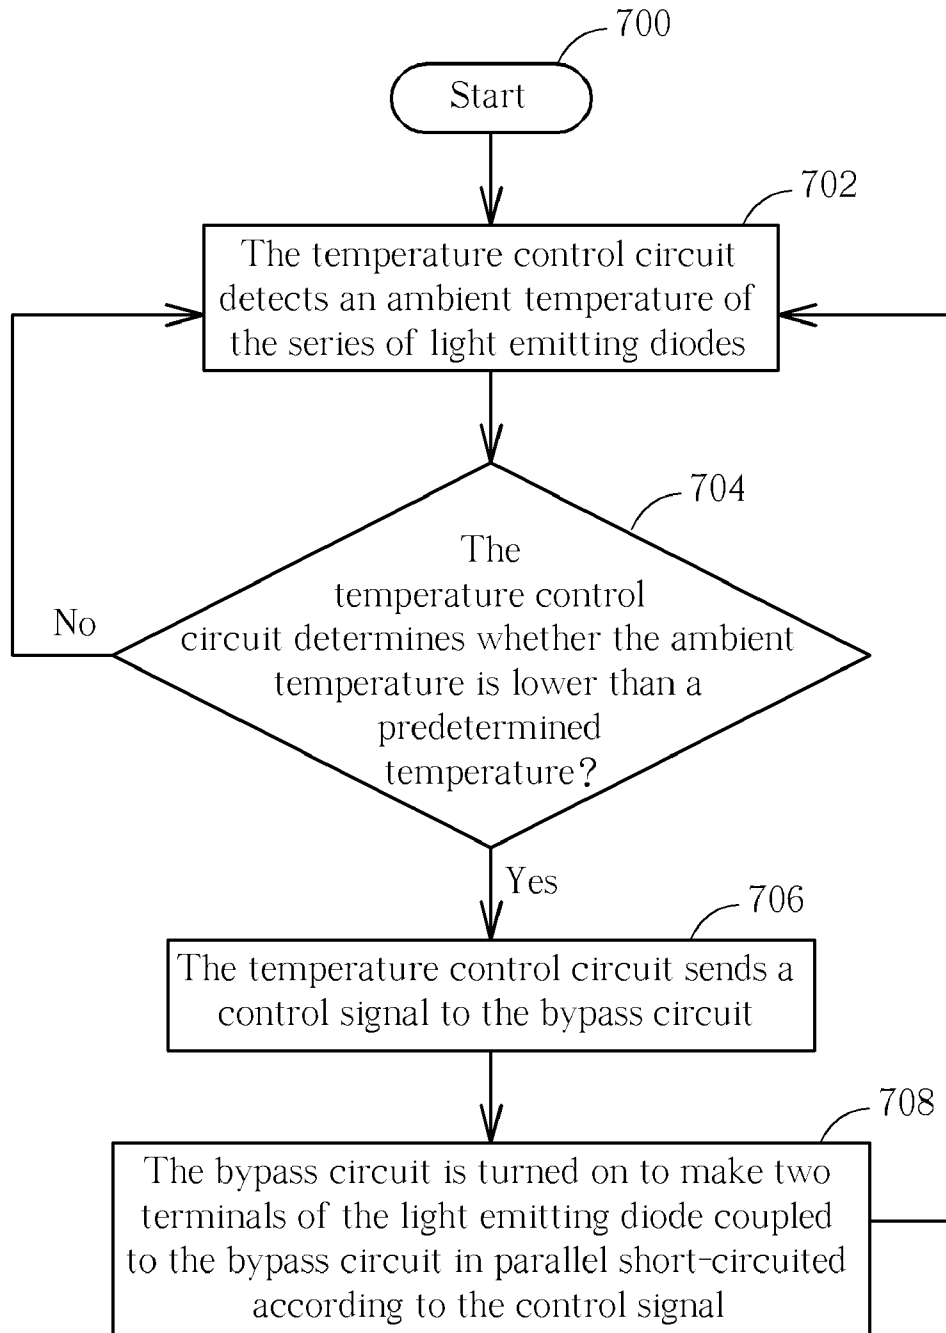 700
Start
702
The temperature control circuit
detects an ambient temperature of
the series of light emitting diodes
704
The
temperature control
circuit determines whether the ambient
temperature is lower than a
predetermined
temperature?
No
Yes
706
The temperature control circuit sends a
control signal to the bypass circuit
708
The bypass circuit is turned on to make two
terminals of the light emitting diode coupled
to the bypass circuit in parallel short-circuited
according to the control signal